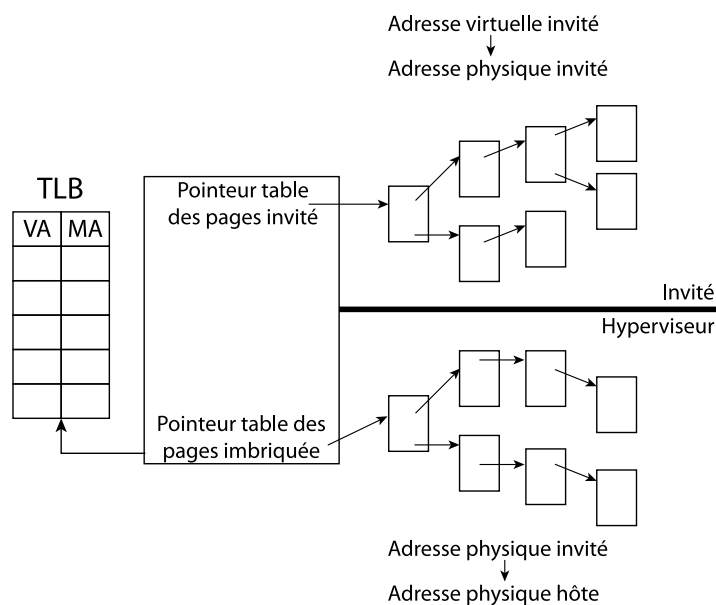 Adresse virtuelle invité
Adresse physique invité
TLB
VA MA
Pointeur table
des pages invité
Invité
Hyperviseur
Pointeur table des
pages imbriquée
Adresse physique invité
Adresse physique hôte